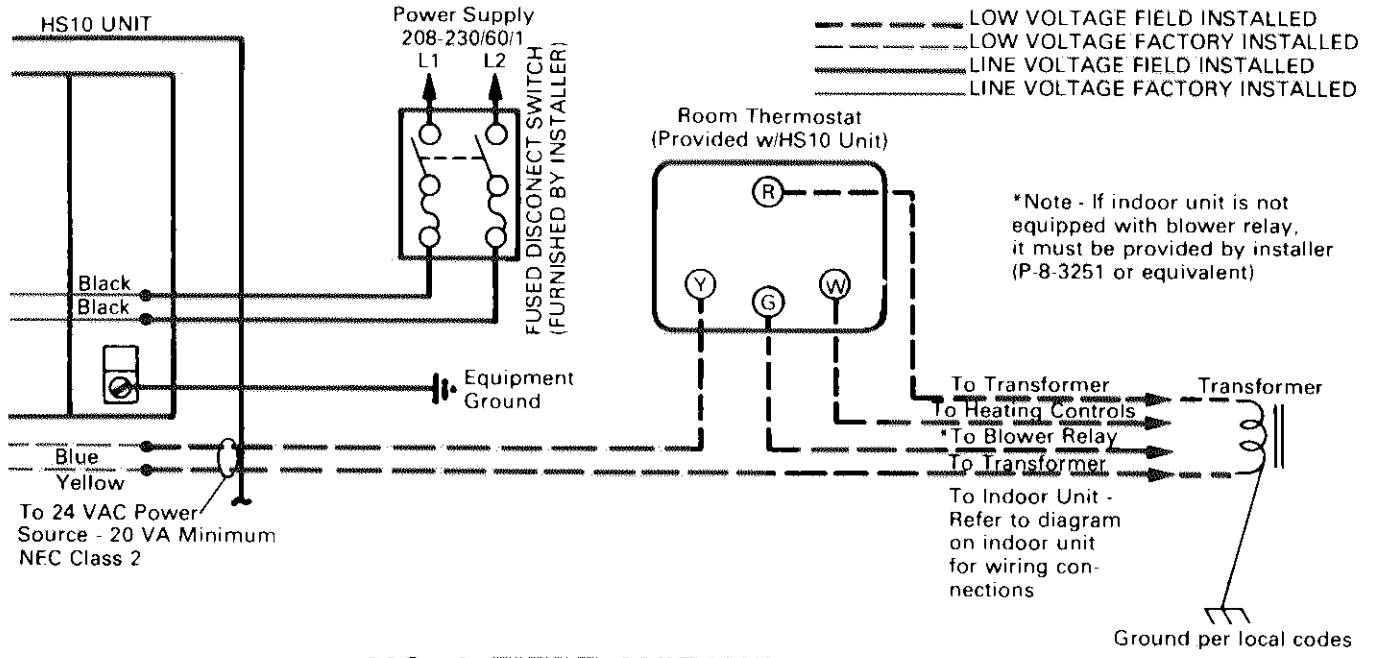 HS10 UNIT
Power Supply
208-230/60/1
L1 L2
FUSED DISCONECT SWITCH
(FURNISHED BY INSTALLER)
LOW VOLTAGE FIELD INSTALLED
LOW VOLTAGE FACTORY INSTALLED
LINE VOLTAGE FIELD INSTALLED
LINE VOLTAGE FACTORY INSTALLED
Room Thermostat
(Provided w/HS10 Unit)
R
Y
G
W
*Note - If indoor unit is not
equipped with blower relay,
it must be provided by installer
(P-8-3251 or equivalent)
Black
Black
Equipment
Ground
To Transformer
To Heating Controls
*To Blower Relay
To Transformer
Transformer
Blue
Yellow
To 24 VAC Power
Source - 20 VA Minimum
NEC Class 2
To Indoor Unit -
Refer to diagram
on indoor unit
for wiring con-
nections
Ground per local codes